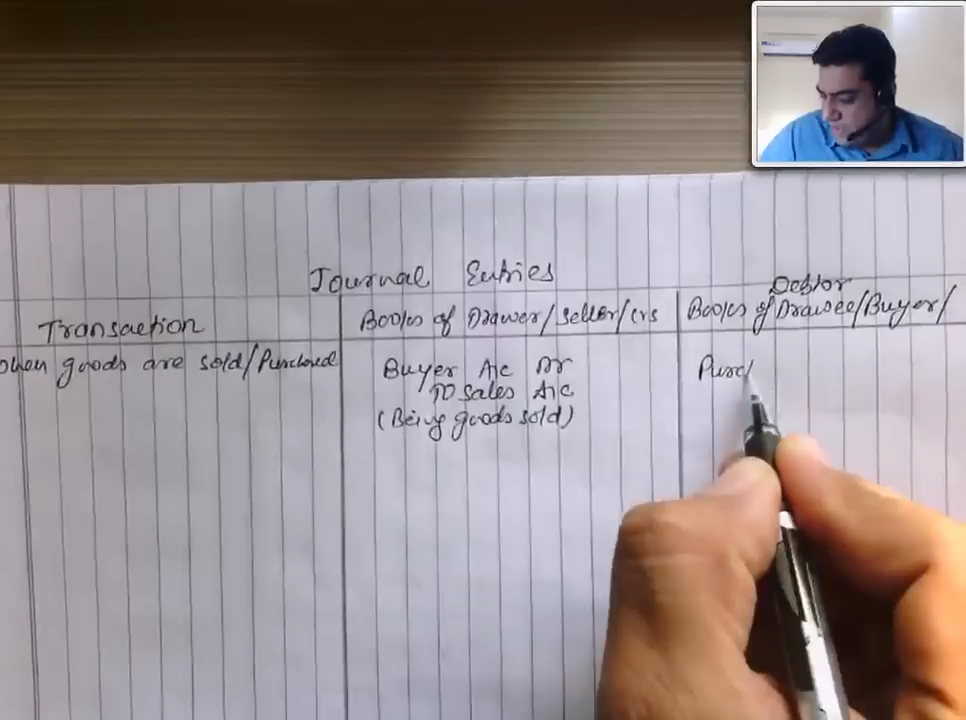 Journal Entries
Transaction
Books of Drawer/Seller/Crs
Debtor
Books of Drawee/Buyer/
When goods are sold/Purchased
Buyer A/c Dr
To Sales A/c
(Being goods sold)
Purc